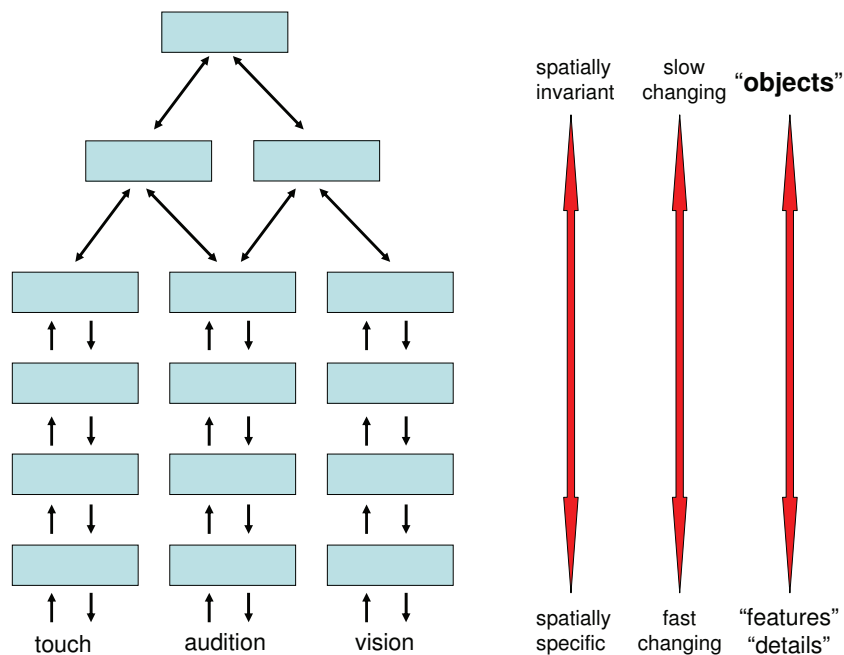 spatially
invariant
slow
changing
“objects”
touch
audition
vision
spatially
specific
fast
changing
“features”
“details”